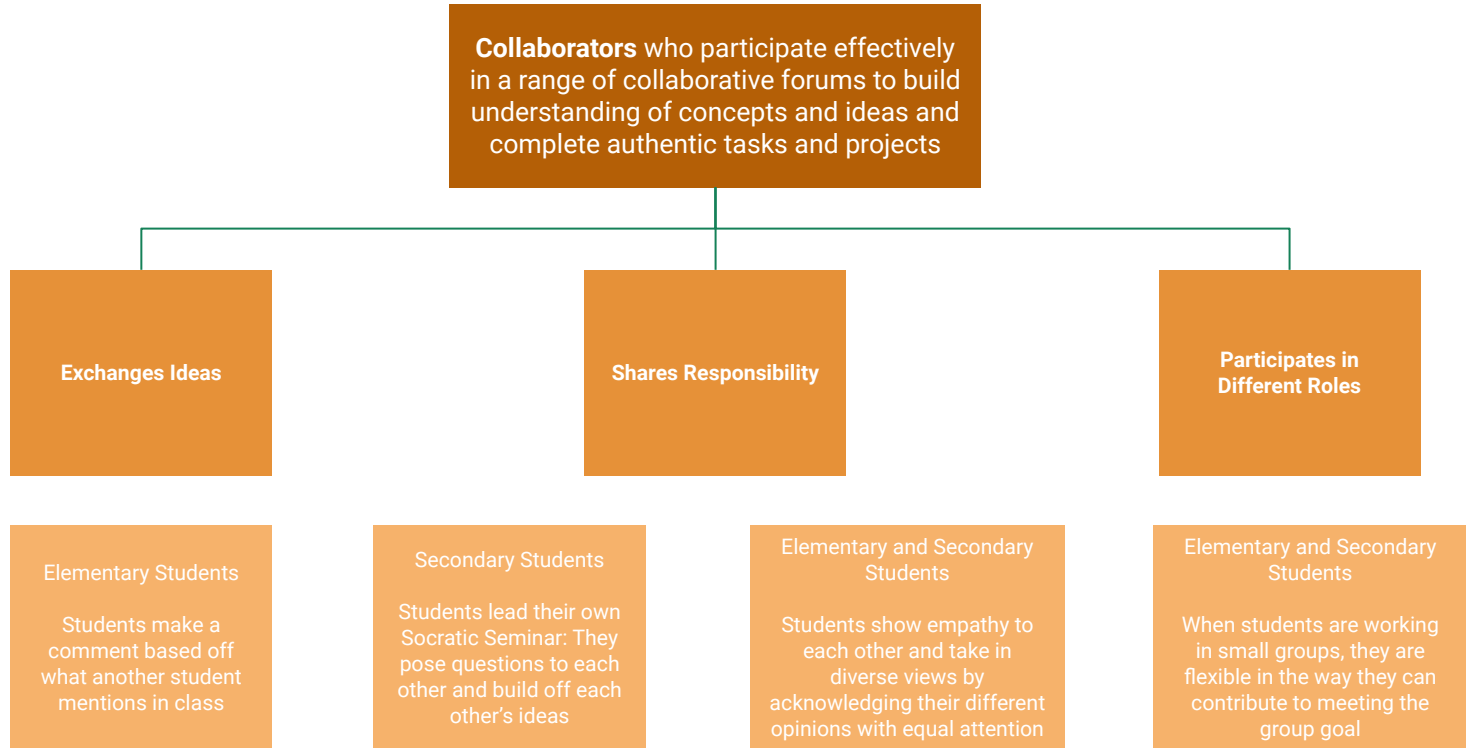 Collaborators who participate effectively
in a range of collaborative forums to build
understanding of concepts and ideas and
complete authentic tasks and projects
Exchanges Ideas
Shares Responsibility
Participates in
Different Roles
Elementary Students
Students make a
comment based off
what another student
mentions in class
Secondary Students
Students lead their own
Socratic Seminar: They
pose questions to each
other and build off each
other’s ideas
Elementary and Secondary
Students
Students show empathy to
each other and take in
diverse views by
acknowledging their different
opinions with equal attention
Elementary and Secondary
Students
When students are working
in small groups, they are
flexible in the way they can
contribute to meeting the
group goal